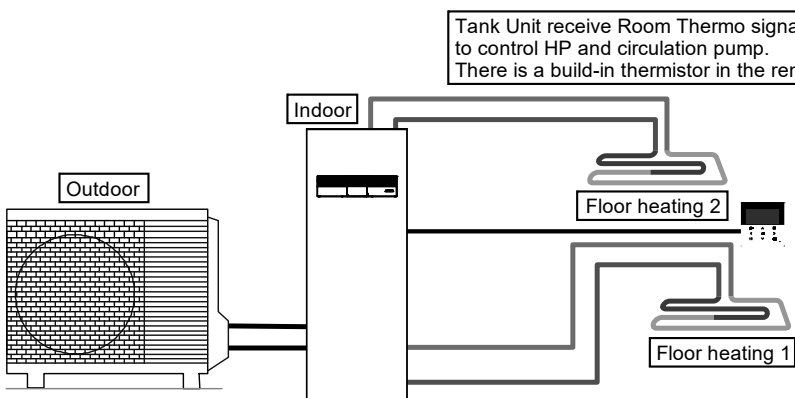 Tank Unit receive Room Thermo signa
to control HP and circulation pump.
There is a build-in thermistor in the rem
Indoor
Outdoor
Floor heating 2
Floor heating 1